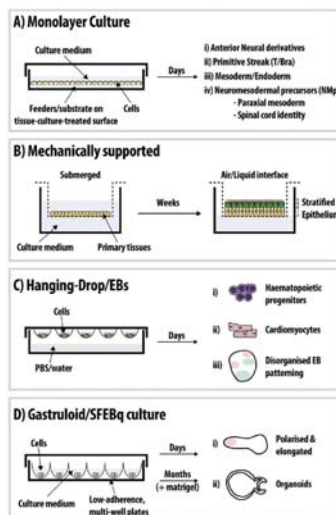 A) Monolayer Culture
Culture medium
Feeders/substrate on
tissue-culture-treated surface
Cells
Days
i) Anterior Neural derivatives
ii) Primitive Streak (T/Bra)
iii) Mesoderm/Endoderm
iv) Neuromesodermal precursors (NMp
- Paraxial mesoderm
- Spinal cord identity
B) Mechanically supported
Submerged
Culture medium
Primary tissues
Weeks
Air/Liquid interface
Stratified
Epithelium
C) Hanging-Drop/EBs
Cells
PBS/water
Days
i) Haematopoietic
progenitors
ii) Cardiomyocytes
iii) Disorganised EB
patterning
D) Gastruloid/SFEBq culture
Cells
Culture medium
Low-adherence,
multi-well plates
Days
Months
(+ matrigel)
i) Polarised &
elongated
ii) Organoids